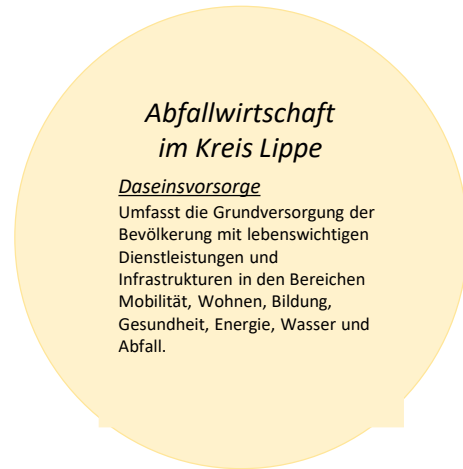 Abfallwirtschaft
im Kreis Lippe
Daseinsvorsorge
Umfasst die Grundversorgung der
Bevölkerung mit lebenswichtigen
Dienstleistungen und
Infrastrukturen in den Bereichen
Mobilität, Wohnen, Bildung,
Gesundheit, Energie, Wasser und
Abfall.